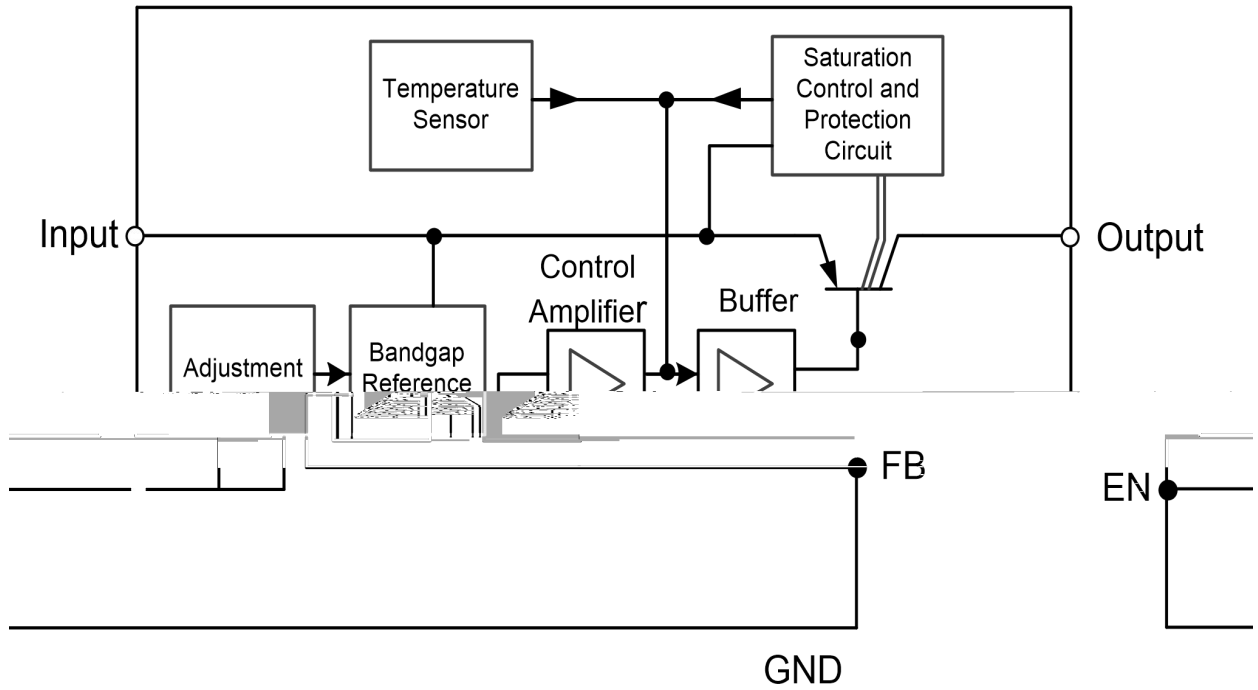 Temperature
Sensor
Saturation
Control and
Protection
Circuit
Input
Output
Control
Amplifier
Buffer
Adjustment
Bandgap
Reference
FB
EN
GND